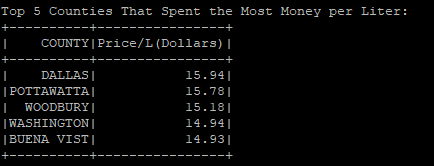 Top 5 Counties That Spent the Most Money per Liter:
+----------+----------------+
|    COUNTY|Price/L(Dollars)|
+----------+----------------+
|    DALLAS|           15.94|
|POTTAWATTA|           15.78|
|  WOODBURY|           15.18|
|WASHINGTON|           14.94|
|BUENA VIST|           14.93|
+----------+----------------+